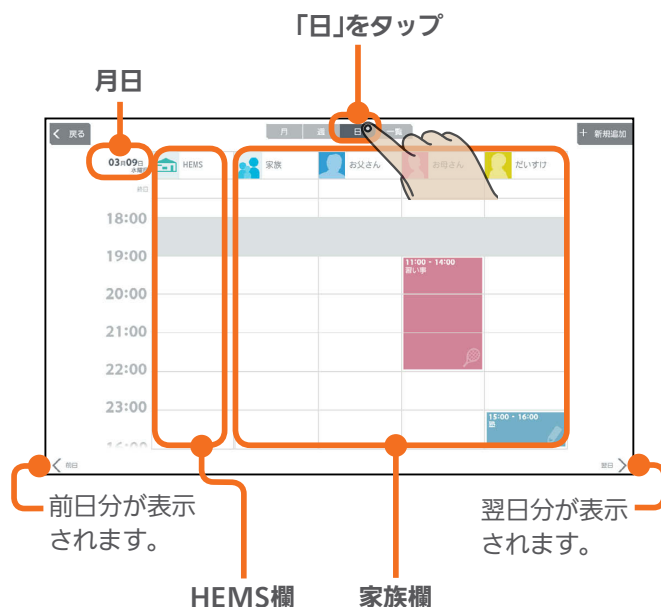 「日」をタップ
月日
戻る
月 週 日 一覧
+ 新規追加
03月09日
水曜日
HEMS
家族
お父さん
お母さん
だいすけ
終日
18:00
19:00
11:00 - 14:00
習い事
20:00
21:00
22:00
23:00
15:00 - 16:00
塾
前日
翌日
前日分が表示
されます。
翌日分が表示
されます。
HEMS欄
家族欄